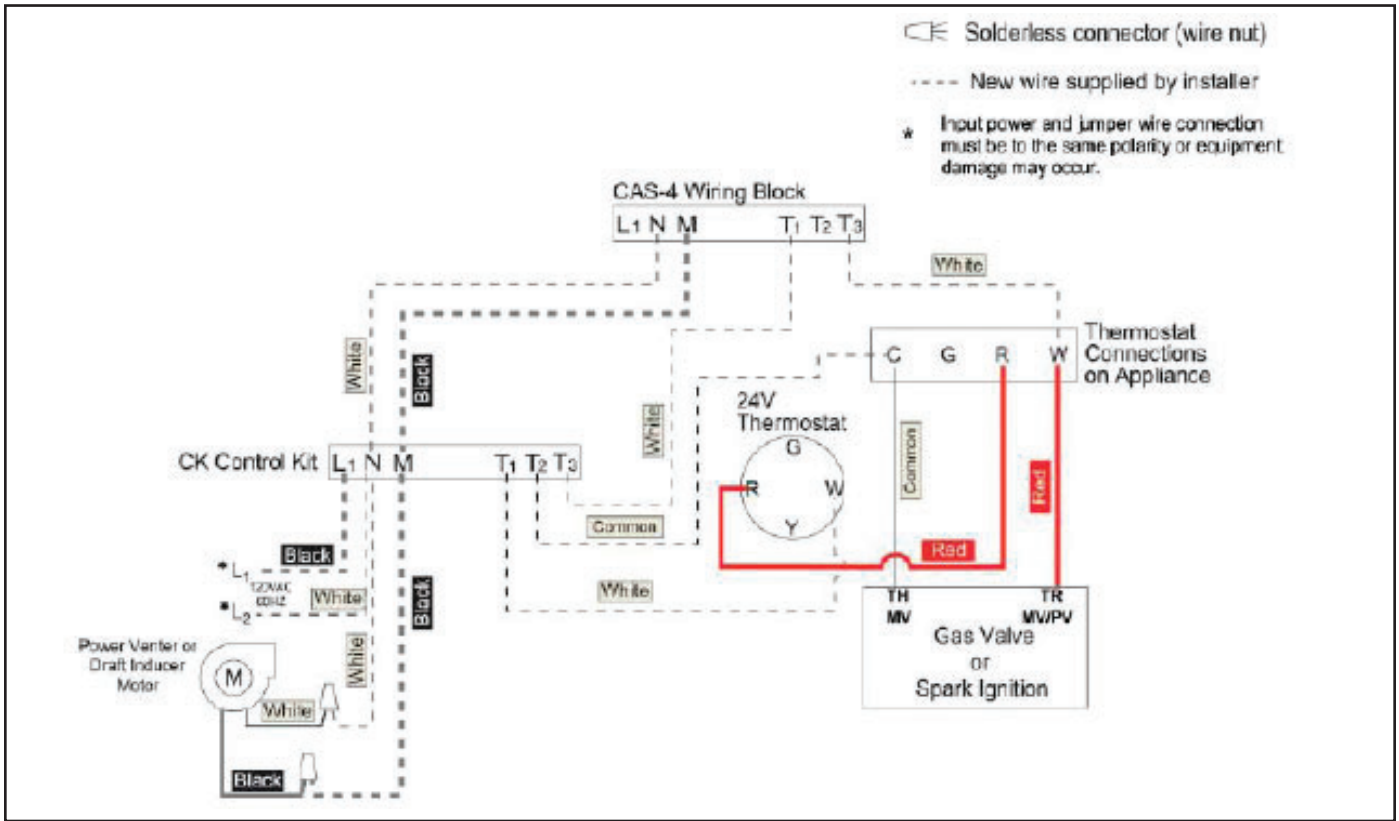 Solderless connector (wire nut)
New wire supplied by installer
* Input power and jumper wire connection
must be to the same polarity or equipment
damage may occur.
CAS-4 Wiring Block
L1 N M T1 T2 T3
White
Thermostat
Connections
on Appliance
C G R W
White
Black
White
24V
Thermostat
G
R W
Y
Common
Red
CK Control Kit L1 N M T1 T2 T3
Common
Black
*L1
120VAC
60HZ
*L2
White
Black
White
Red
TH
MV
TR
MV/PV
Gas Valve
or
Spark Ignition
Power Venter or
Draft Inducer
Motor
M
White
White
Black